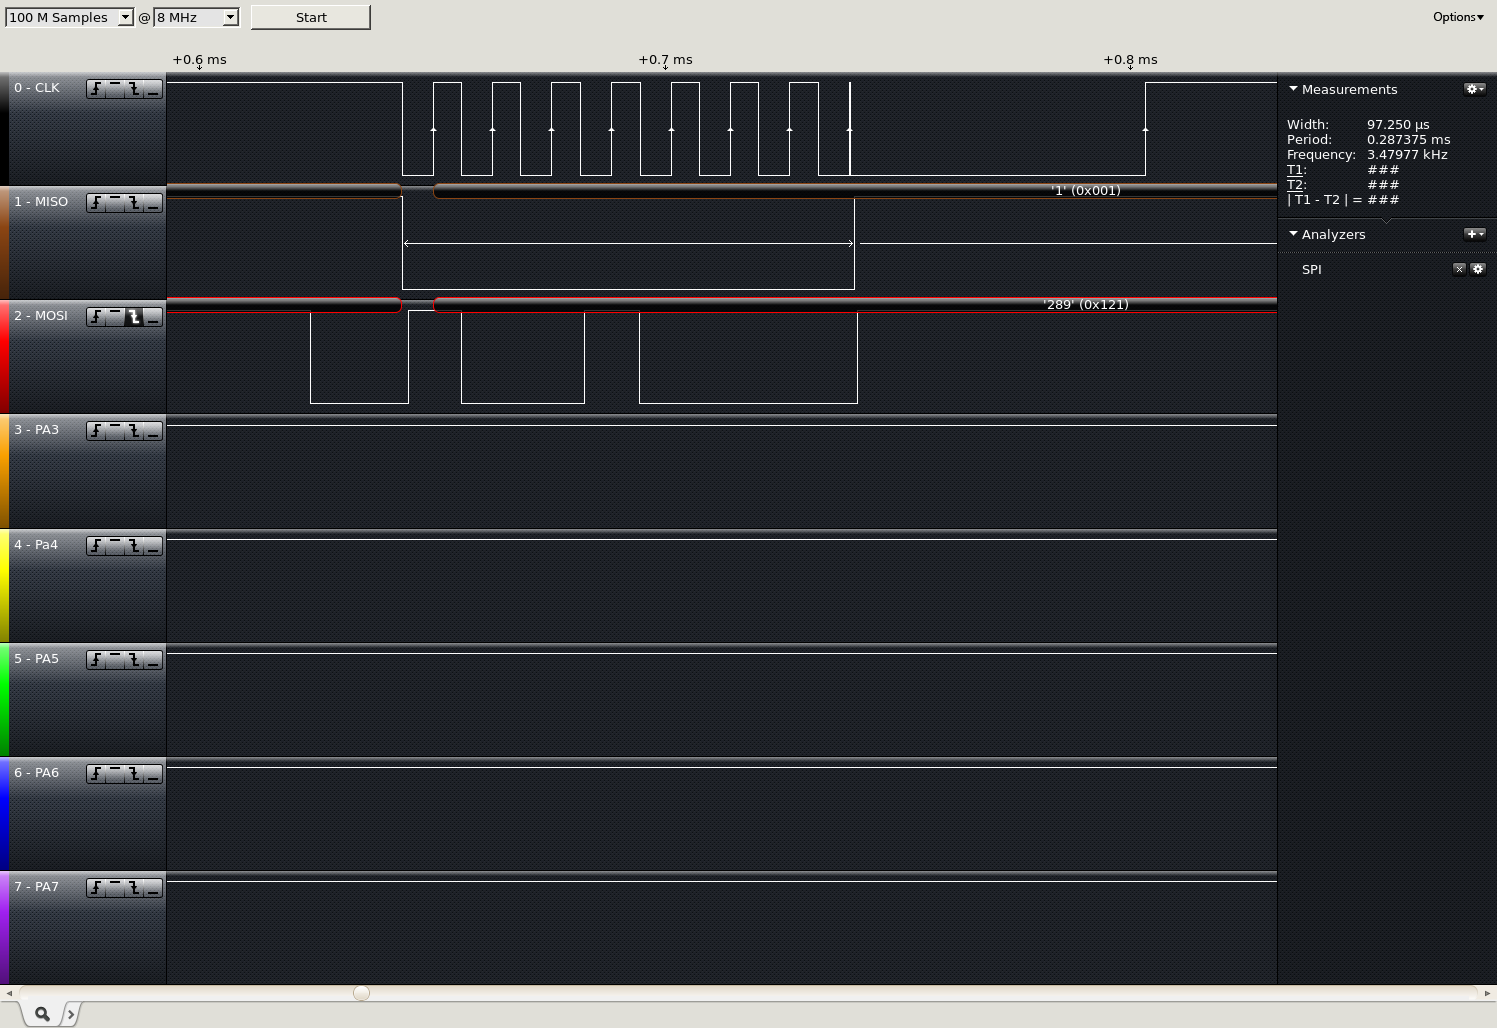 100 M Samples @ 8 MHz Start Options
+0.6 ms +0.7 ms +0.8 ms
0 - CLK
1 - MISO
'1' (0x001)
2 - MOSI
'289' (0x121)
3 - PA3
4 - Pa4
5 - PA5
6 - PA6
7 - PA7
Measurements
Width: 97.250 µs
Period: 0.287375 ms
Frequency: 3.47977 kHz
T1: ###
T2: ###
| T1 - T2 | = ###
Analyzers
SPI